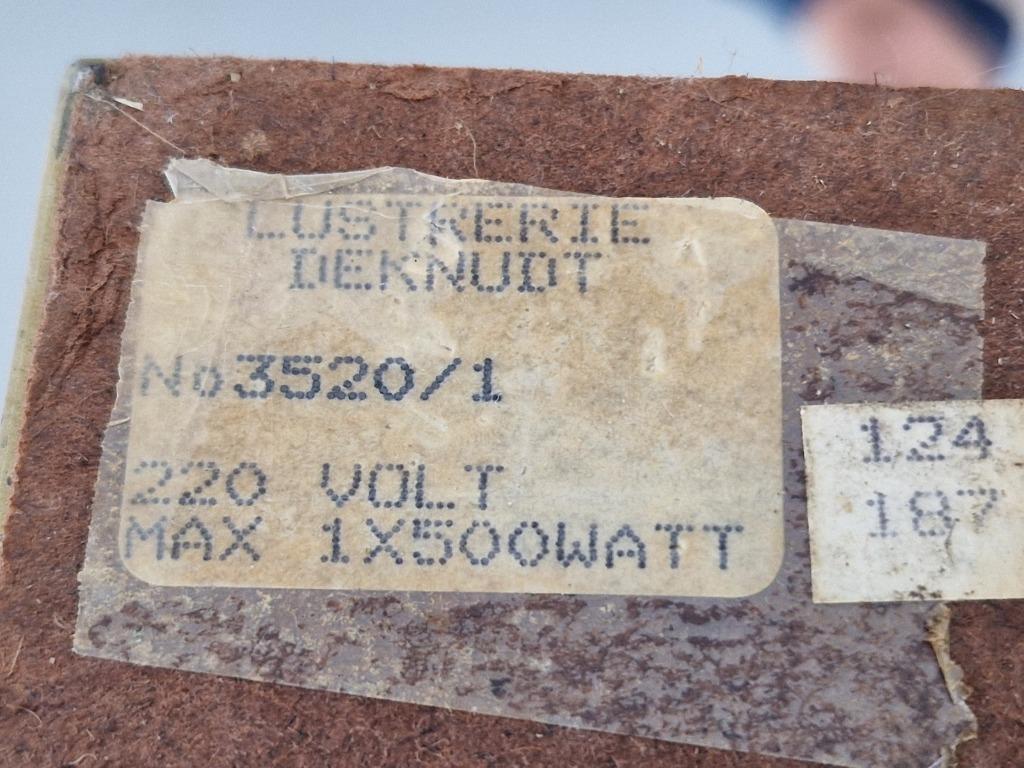 LUSTRERIE
DEKNUDT
No3520/1
220 VOLT
MAX 1X500WATT
124
187